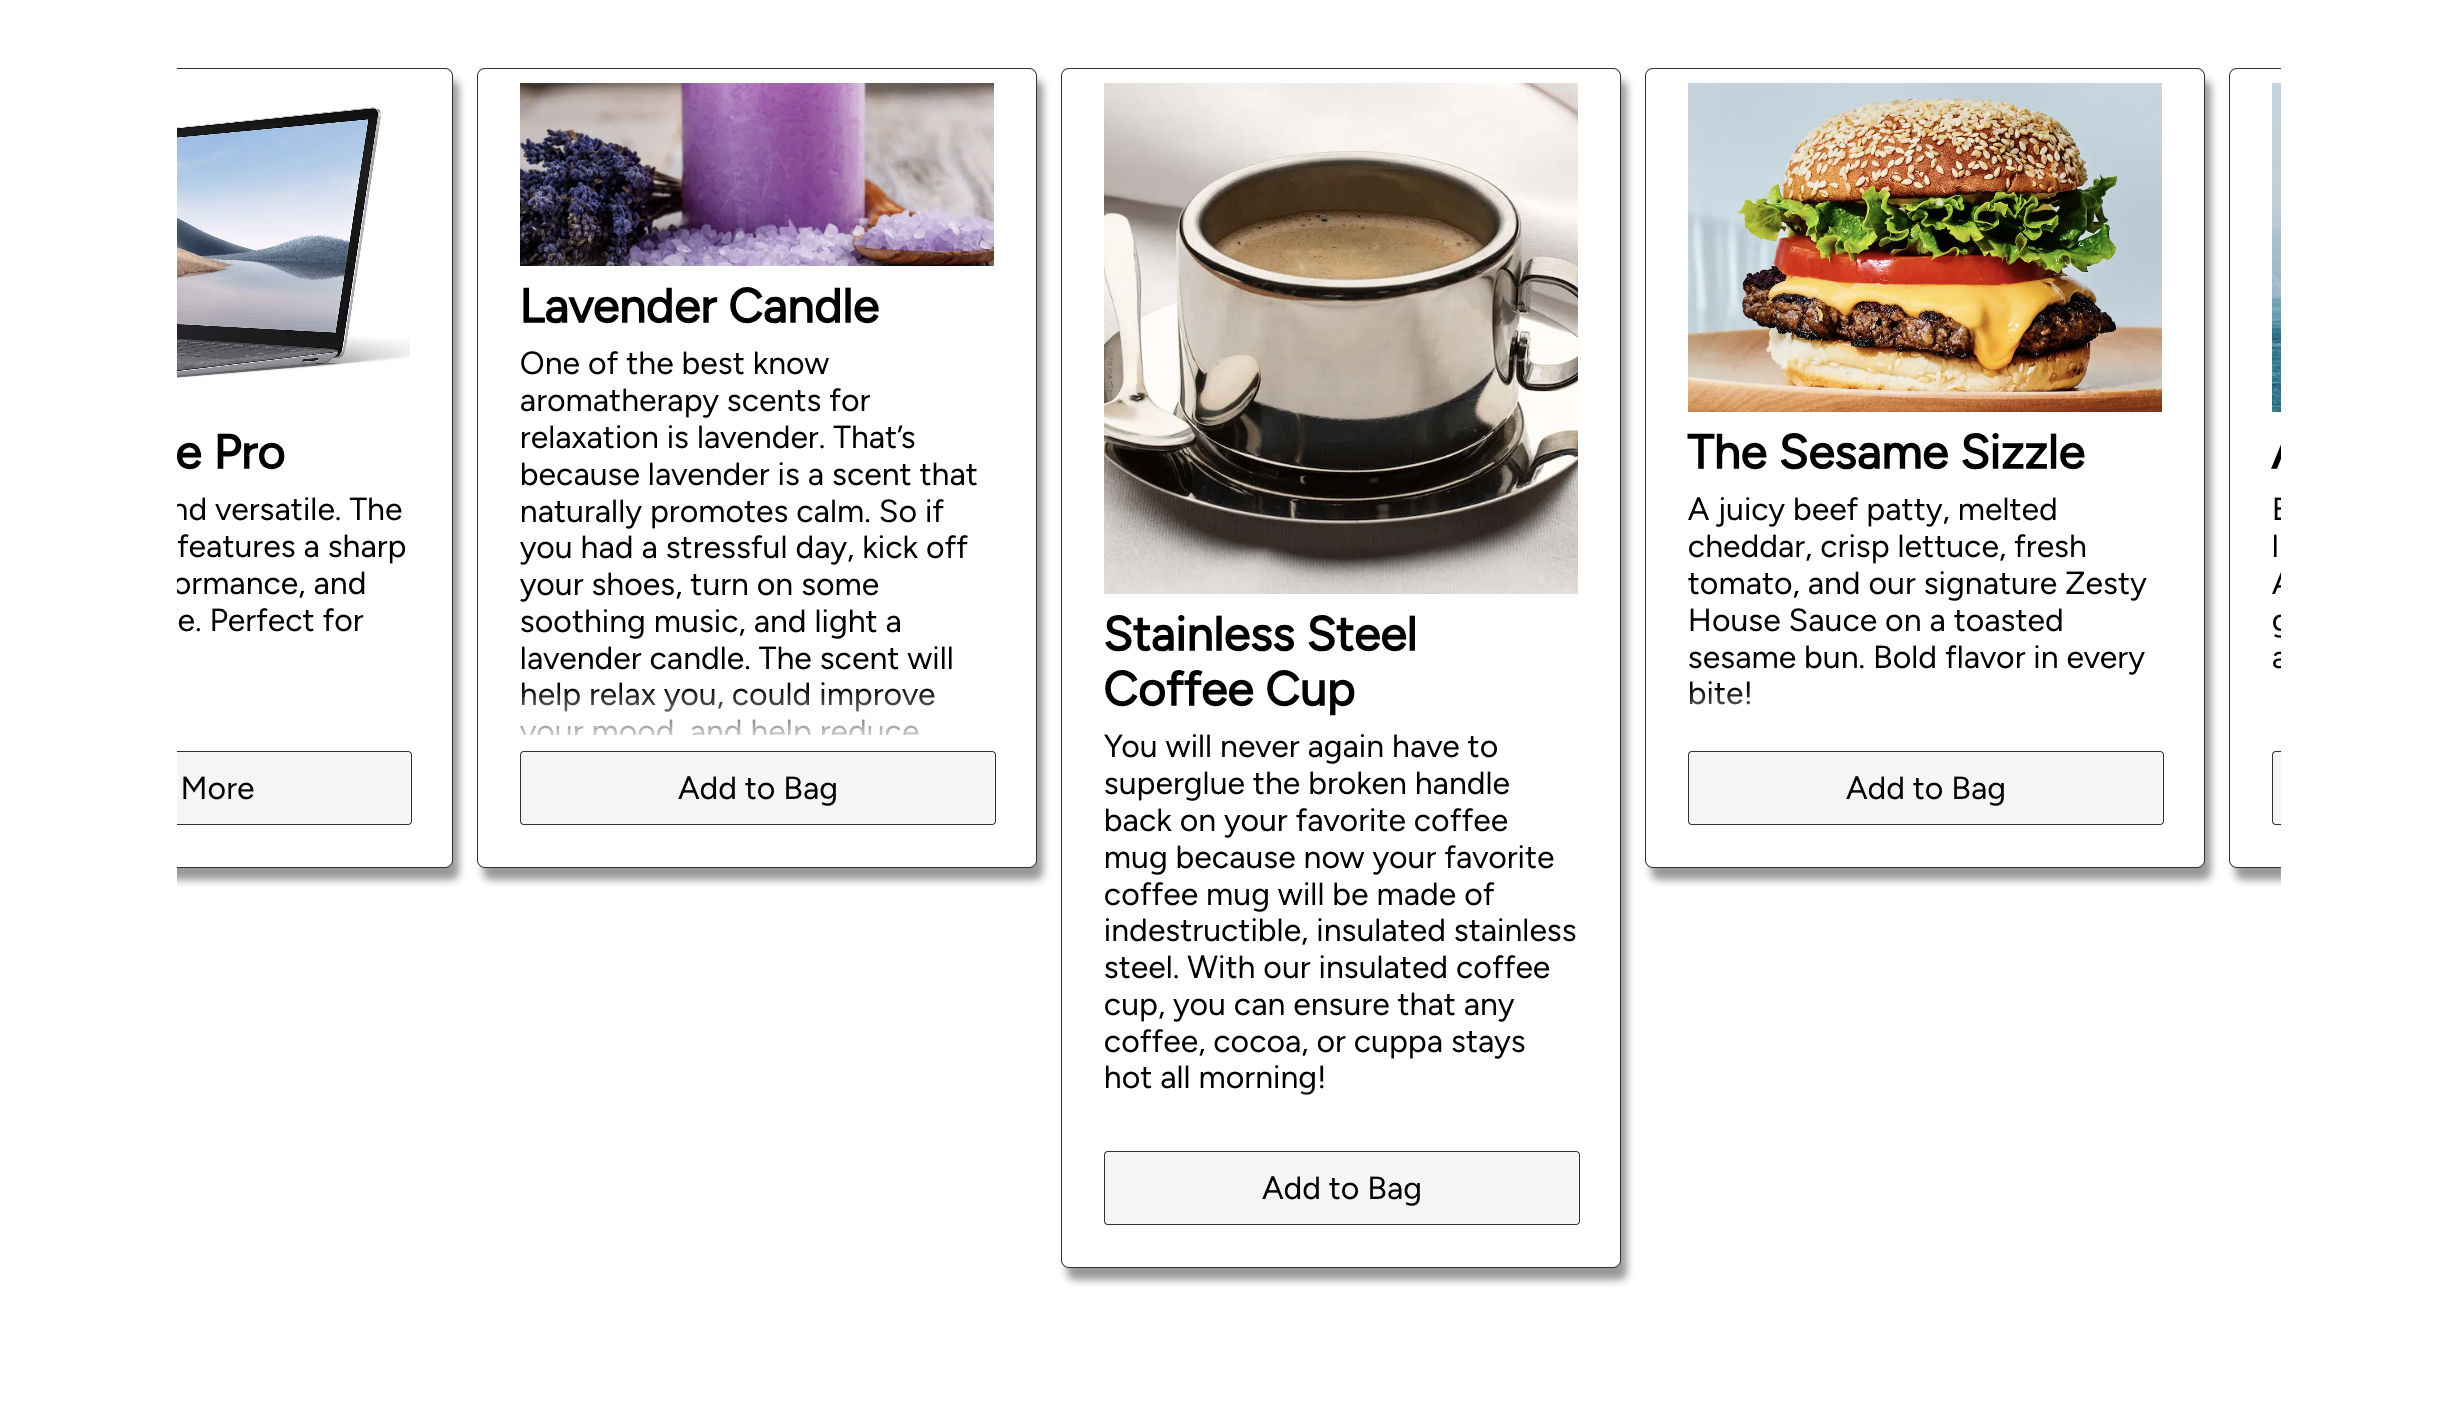 e Pro
nd versatile. The
features a sharp
ormance, and
e. Perfect for
More
Lavender Candle
One of the best know
aromatherapy scents for
relaxation is lavender. That’s
because lavender is a scent that
naturally promotes calm. So if
you had a stressful day, kick off
your shoes, turn on some
soothing music, and light a
lavender candle. The scent will
help relax you, could improve
your mood, and help reduce
Add to Bag
Stainless Steel
Coffee Cup
You will never again have to
superglue the broken handle
back on your favorite coffee
mug because now your favorite
coffee mug will be made of
indestructible, insulated stainless
steel. With our insulated coffee
cup, you can ensure that any
coffee, cocoa, or cuppa stays
hot all morning!
Add to Bag
The Sesame Sizzle
A juicy beef patty, melted
cheddar, crisp lettuce, fresh
tomato, and our signature Zesty
House Sauce on a toasted
sesame bun. Bold flavor in every
bite!
Add to Bag